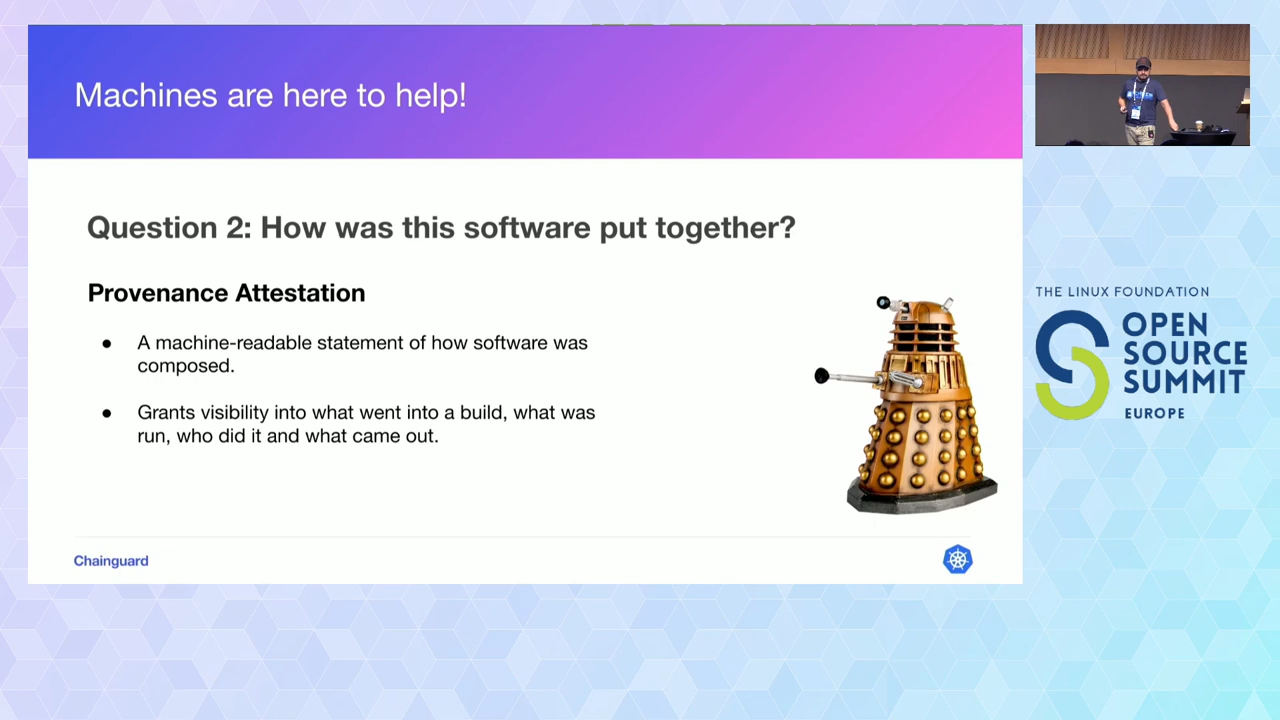 Machines are here to help!
Question 2: How was this software put together?
Provenance Attestation
● A machine-readable statement of how software was
composed.
● Grants visibility into what went into a build, what was
run, who did it and what came out.
Chainguard
THE LINUX FOUNDATION
OPEN
SOURCE
SUMMIT
EUROPE